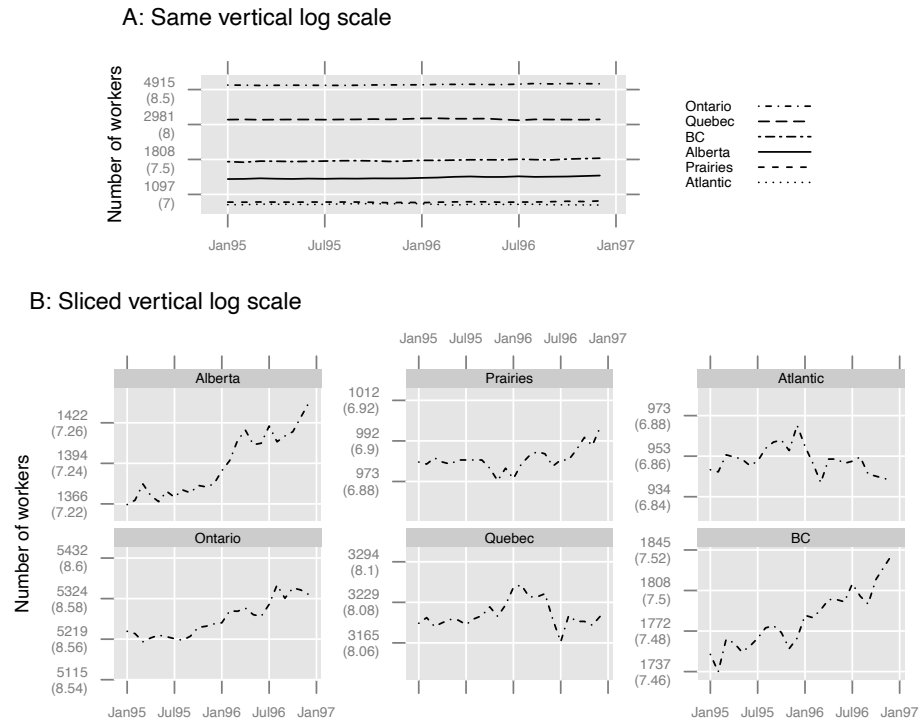 A: Same vertical log scale
Number of workers
4915
(8.5)
2981
(8)
1808
(7.5)
1097
(7)
Jan95 Jul95 Jan96 Jul96 Jan97
Ontario
Quebec
BC
Alberta
Prairies
Atlantic
B: Sliced vertical log scale
Jan95 Jul95 Jan96 Jul96 Jan97
Number of workers
Alberta
1422
(7.26)
1394
(7.24)
1366
(7.22)
Prairies
1012
(6.92)
992
(6.9)
973
(6.88)
Atlantic
973
(6.88)
953
(6.86)
934
(6.84)
Number of workers
Ontario
5432
(8.6)
5324
(8.58)
5219
(8.56)
5115
(8.54)
Quebec
3294
(8.1)
3229
(8.08)
3165
(8.06)
BC
1845
(7.52)
1808
(7.5)
1772
(7.48)
1737
(7.46)
Jan95 Jul95 Jan96 Jul96 Jan97
Jan95 Jul95 Jan96 Jul96 Jan97